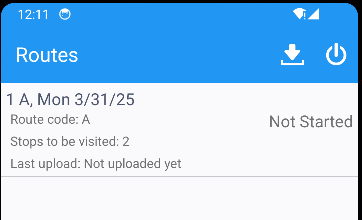 12:11
Routes
1 A, Mon 3/31/25
Route code: A
Not Started
Stops to be visited: 2
Last upload: Not uploaded yet